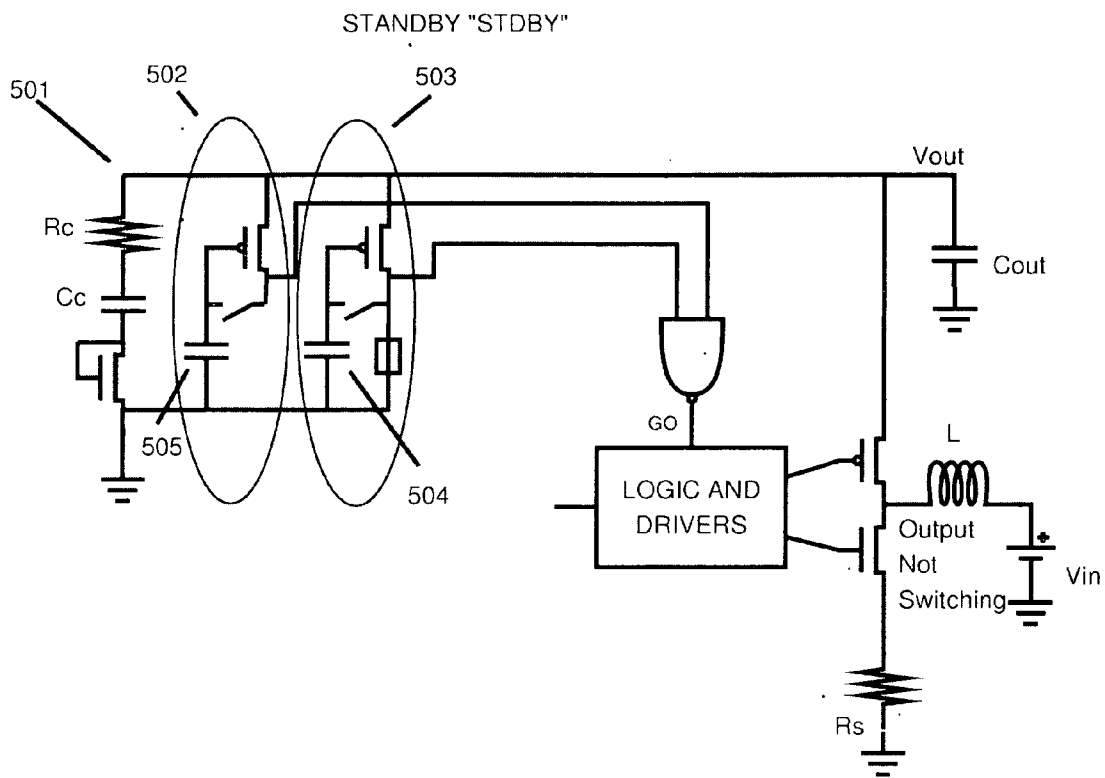 STANDBY "STDBY"
502
503
501
Vout
Rc
Cout
Cc
505
504
GO
LOGIC AND
DRIVERS
L
Output
Not
Switching
Vin
Rs